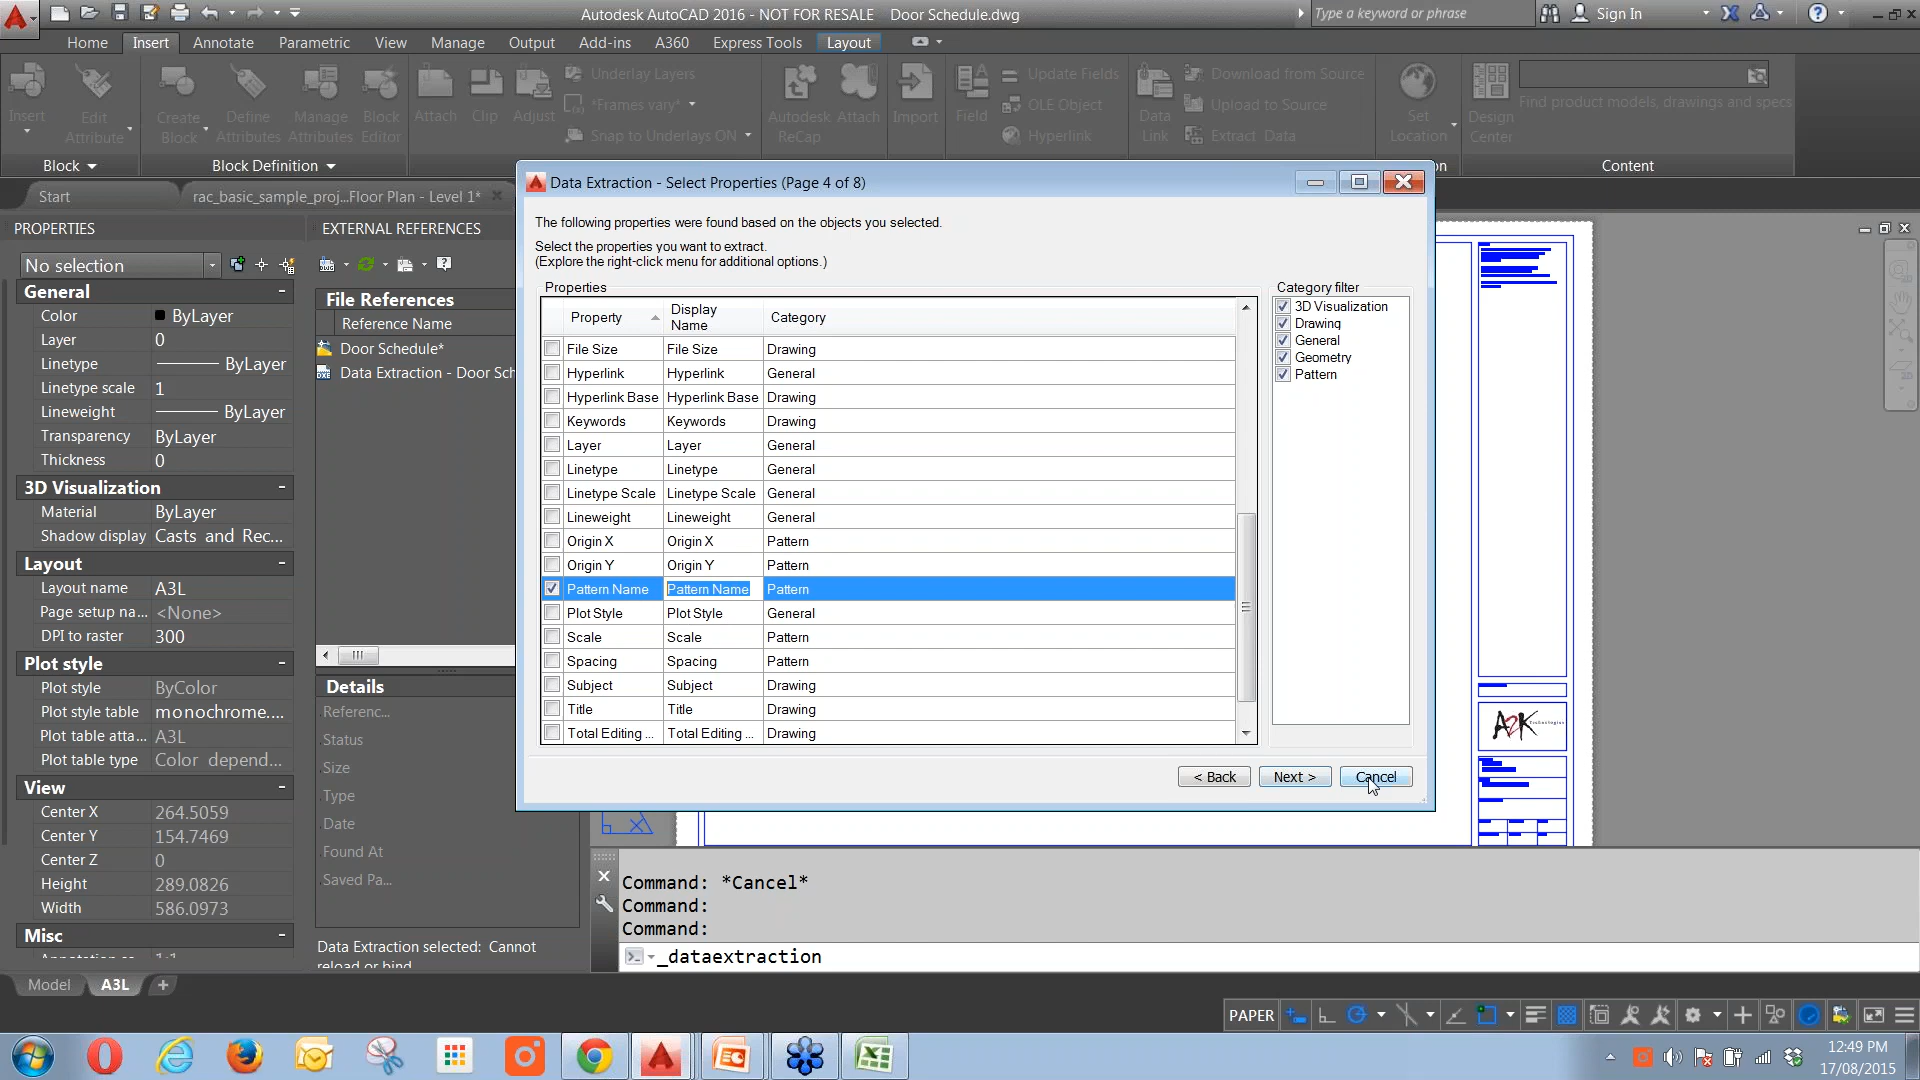 Autodesk AutoCAD 2016 - NOT FOR RESALE Door Schedule.dwg
Type a keyword or phrase
Sign In
Home Insert Annotate Parametric View Manage Output Add-ins A360 Express Tools Layout
Insert
Edit Attribute
Create Block
Define Attributes
Manage Attributes
Block Editor
Attach
Clip
Adjust
Underlay Layers
*Frames vary*
Snap to Underlays ON
Autodesk ReCap
Attach
Import
Field
Update Fields
OLE Object
Hyperlink
Data Link
Download from Source
Upload to Source
Extract Data
Set Location
Design Center
Find product models, drawings and specs
Block
Block Definition
on
Content
Start
rac_basic_sample_proj...Floor Plan - Level 1*
PROPERTIES
No selection
General
Color ByLayer
Layer 0
Linetype ByLayer
Linetype scale 1
Lineweight ByLayer
Transparency ByLayer
Thickness 0
3D Visualization
Material ByLayer
Shadow display Casts and Rec...
Layout
Layout name A3L
Page setup na... <None>
DPI to raster 300
Plot style
Plot style ByColor
Plot style table monochrome....
Plot table atta... A3L
Plot table type Color depend...
View
Center X 264.5059
Center Y 154.7469
Center Z 0
Height 289.0826
Width 586.0973
Misc
EXTERNAL REFERENCES
File References
Reference Name
Door Schedule*
Data Extraction - Door Sch
Details
Referenc...
Status
Size
Type
Date
Found At
Saved Pa...
Data Extraction selected: Cannot
reload or bind
Data Extraction - Select Properties (Page 4 of 8)
The following properties were found based on the objects you selected.
Select the properties you want to extract.
(Explore the right-click menu for additional options.)
Properties
Property Display Name Category
File Size File Size Drawing
Hyperlink Hyperlink General
Hyperlink Base Hyperlink Base Drawing
Keywords Keywords Drawing
Layer Layer General
Linetype Linetype General
Linetype Scale Linetype Scale General
Lineweight Lineweight General
Origin X Origin X Pattern
Origin Y Origin Y Pattern
Pattern Name Pattern Name Pattern
Plot Style Plot Style General
Scale Scale Pattern
Spacing Spacing Pattern
Subject Subject Drawing
Title Title Drawing
Total Editing ... Total Editing ... Drawing
Category filter
3D Visualization
Drawing
General
Geometry
Pattern
< Back Next > Cancel
A2K Technologies
Command: *Cancel*
Command:
Command:
_dataextraction
Model A3L +
PAPER
12:49 PM
17/08/2015